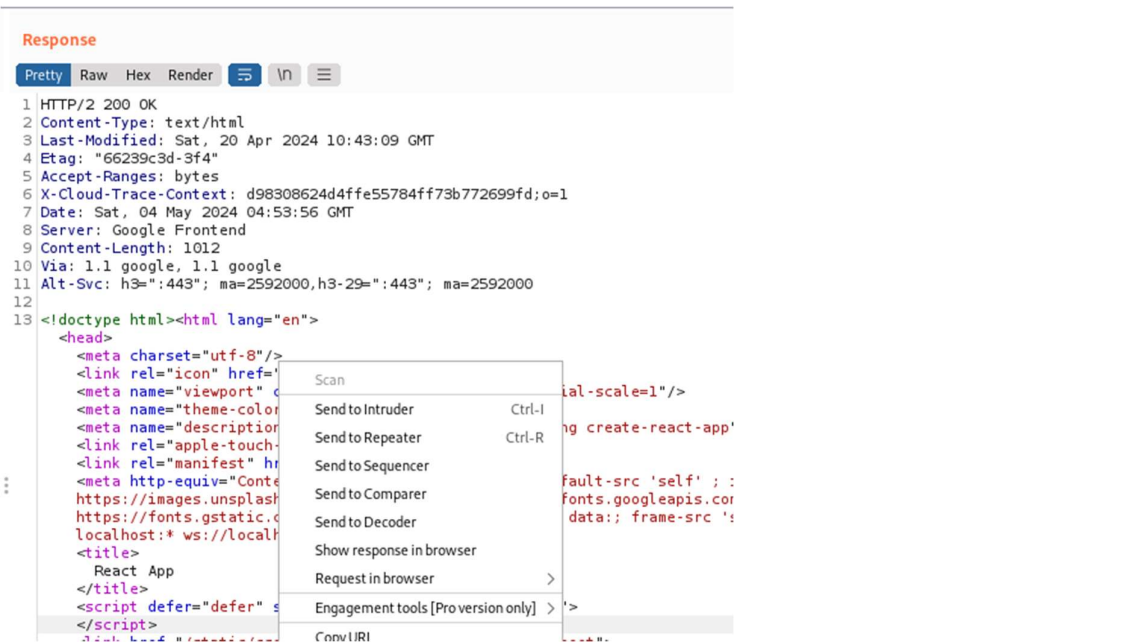 Response
Pretty Raw Hex Render \n
1 HTTP/2 200 OK
2 Content-Type: text/html
3 Last-Modified: Sat, 20 Apr 2024 10:43:09 GMT
4 Etag: "66239c3d-3f4"
5 Accept-Ranges: bytes
6 X-Cloud-Trace-Context: d98308624d4ffe55784ff73b772699fd;o=1
7 Date: Sat, 04 May 2024 04:53:56 GMT
8 Server: Google Frontend
9 Content-Length: 1012
10 Via: 1.1 google, 1.1 google
11 Alt-Svc: h3=":443"; ma=2592000,h3-29=":443"; ma=2592000
12
13 <!doctype html><html lang="en">
<head>
<meta charset="utf-8"/>
<link rel="icon" href="
<meta name="viewport" ial-scale=1"/>
<meta name="theme-color
<meta name="description ng create-react-app"
<link rel="apple-touch-
<link rel="manifest" hr
<meta http-equiv="Conte fault-src 'self' ;
https://images.unsplash fonts.googleapis.co
https://fonts.gstatic. data:; frame-src '
localhost:* ws://localh
<title>
React App
</title>
<script defer="defer" ">
</script>
Scan
Send to Intruder Ctrl-I
Send to Repeater Ctrl-R
Send to Sequencer
Send to Comparer
Send to Decoder
Show response in browser
Request in browser
Engagement tools [Pro version only]
Copy URL